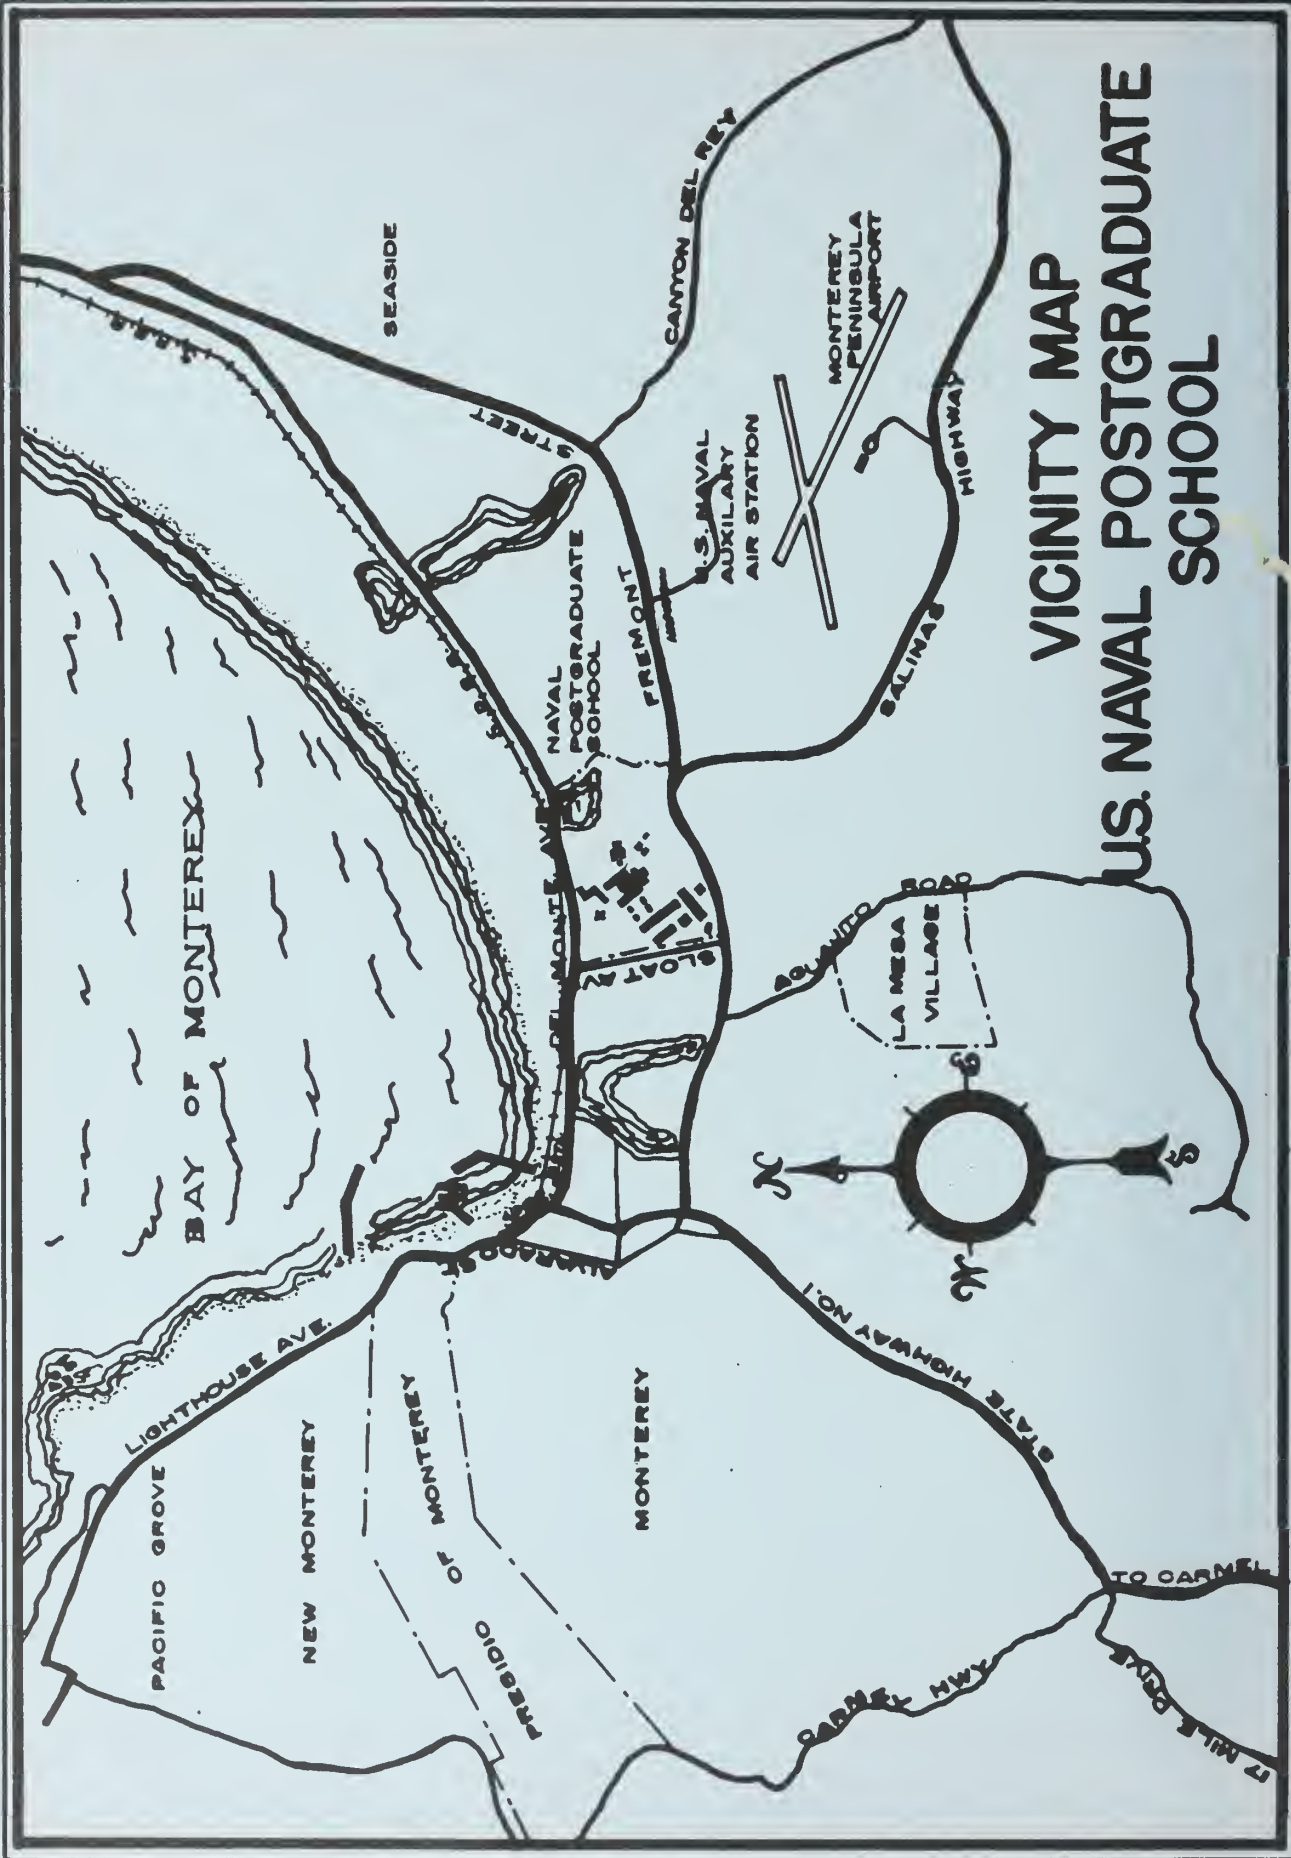 BAY OF MONTEREY
SEASIDE
CANYON DEL REY
MONTEREY
PENINSULA
AIRPORT
U.S. NAVAL
AUXILARY
AIR STATION
FREMONT
STREET
NAVAL
POSTGRADUATE
SCHOOL
SALINAS
HIGHWAY
DEL MONTE AVE
SLOAT AV
AGUAJITO ROAD
LA MESA
VILLAGE
LIGHTHOUSE AVE.
ALVARADO ST
PACIFIC GROVE
NEW MONTEREY
PRESIDIO OF MONTEREY
MONTEREY
STATE HIGHWAY NO.1
TO CARMEL
CARMEL HWY
17 MILE DRIVE
N
E
S
W
VICINITY MAP
U.S. NAVAL POSTGRADUATE
SCHOOL